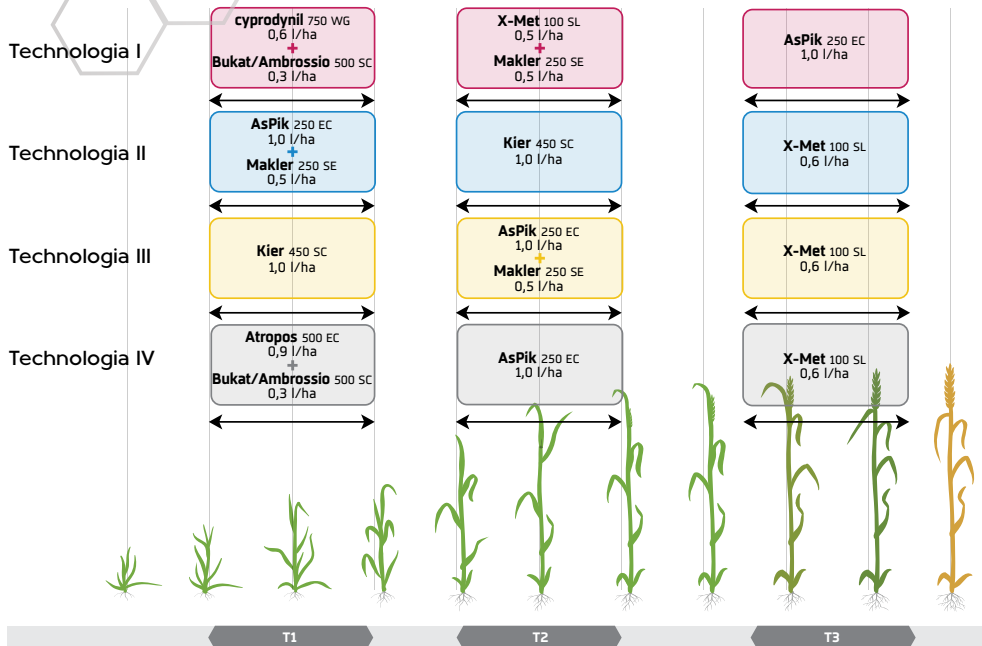 Technologia I
cyprodynil 750 WG
0,6 l/ha
+
Bukat/Ambrossio 500 SC
0,3 l/ha
X-Met 100 SL
0,5 l/ha
+
Makler 250 SE
0,5 l/ha
AsPik 250 EC
1,0 l/ha
Technologia II
AsPik 250 EC
1,0 l/ha
+
Makler 250 SE
0,5 l/ha
Kier 450 SC
1,0 l/ha
X-Met 100 SL
0,6 l/ha
Technologia III
Kier 450 SC
1,0 l/ha
AsPik 250 EC
1,0 l/ha
+
Makler 250 SE
0,5 l/ha
X-Met 100 SL
0,6 l/ha
Technologia IV
Atropos 500 EC
0,9 l/ha
+
Bukat/Ambrossio 500 SC
0,3 l/ha
AsPik 250 EC
1,0 l/ha
X-Met 100 SL
0,6 l/ha
T1
T2
T3